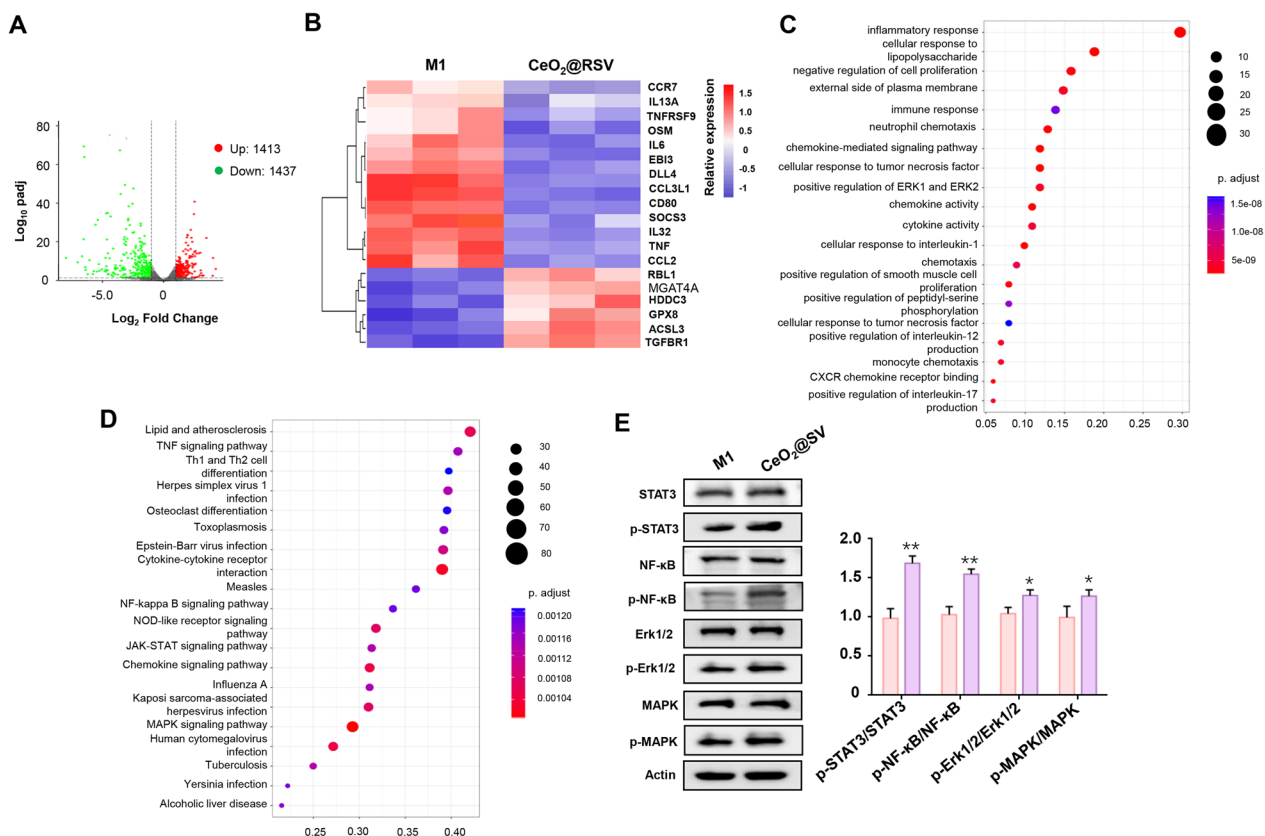 A
80
60
40
20
0
Log10 padj
-5.0
0
5.0
Log2 Fold Change
Up: 1413
Down: 1437
B
M1
CeO2@RSV
CCR7
IL13A
TNFRSF9
OSM
IL6
EBI3
DLL4
CCL3L1
CD80
SOCS3
IL32
TNF
CCL2
RBL1
MGAT4A
HDDC3
GPX8
ACSL3
TGFBR1
Relative expression
1.5
1
0.5
0
-0.5
-1
C
inflammatory response
cellular response to
lipopolysaccharide
negative regulation of cell proliferation
external side of plasma membrane
immune response
neutrophil chemotaxis
chemokine-mediated signaling pathway
cellular response to tumor necrosis factor
positive regulation of ERK1 and ERK2
chemokine activity
cytokine activity
cellular response to interleukin-1
chemotaxis
positive regulation of smooth muscle cell
proliferation
positive regulation of peptidyl-serine
phosphorylation
cellular response to tumor necrosis factor
positive regulation of interleukin-12
production
monocyte chemotaxis
CXCR chemokine receptor binding
positive regulation of interleukin-17
production
0.05
0.10
0.15
0.20
0.25
0.30
10
15
20
25
30
p. adjust
1.5e-08
1.0e-08
5e-09
D
Lipid and atherosclerosis
TNF signaling pathway
Th1 and Th2 cell
differentiation
Herpes simplex virus 1
infection
Osteoclast differentiation
Toxoplasmosis
Epstein-Barr virus infection
Cytokine-cytokine receptor
interaction
Measles
NF-kappa B signaling pathway
NOD-like receptor signaling
pathway
JAK-STAT signaling pathway
Chemokine signaling pathway
Influenza A
Kaposi sarcoma-associated
herpesvirus infection
MAPK signaling pathway
Human cytomegalovirus
infection
Tuberculosis
Yersinia infection
Alcoholic liver disease
0.25
0.30
0.35
0.40
30
40
50
60
70
80
p. adjust
0.00120
0.00116
0.00108
0.00104
E
M1
CeO2@SV
STAT3
p-STAT3
NF-κB
p-NF-κB
Erk1/2
p-Erk1/2
MAPK
p-MAPK
Actin
2.0
1.5
1.0
0.5
0
**
**
*
*
p-STAT3/STAT3
p-NF-κB/NF-κB
p-Erk1/2/Erk1/2
p-MAPK/MAPK